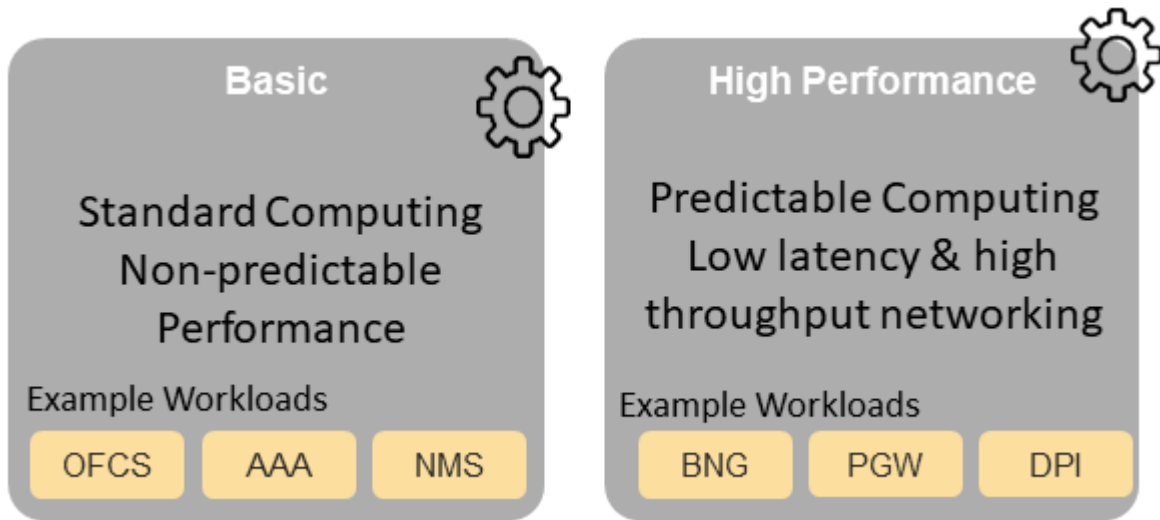 Basic
Standard Computing
Non-predictable
Performance
Example Workloads
OFCS
AAA
NMS
High Performance
Predictable Computing
Low latency & high
throughput networking
Example Workloads
BNG
PGW
DPI